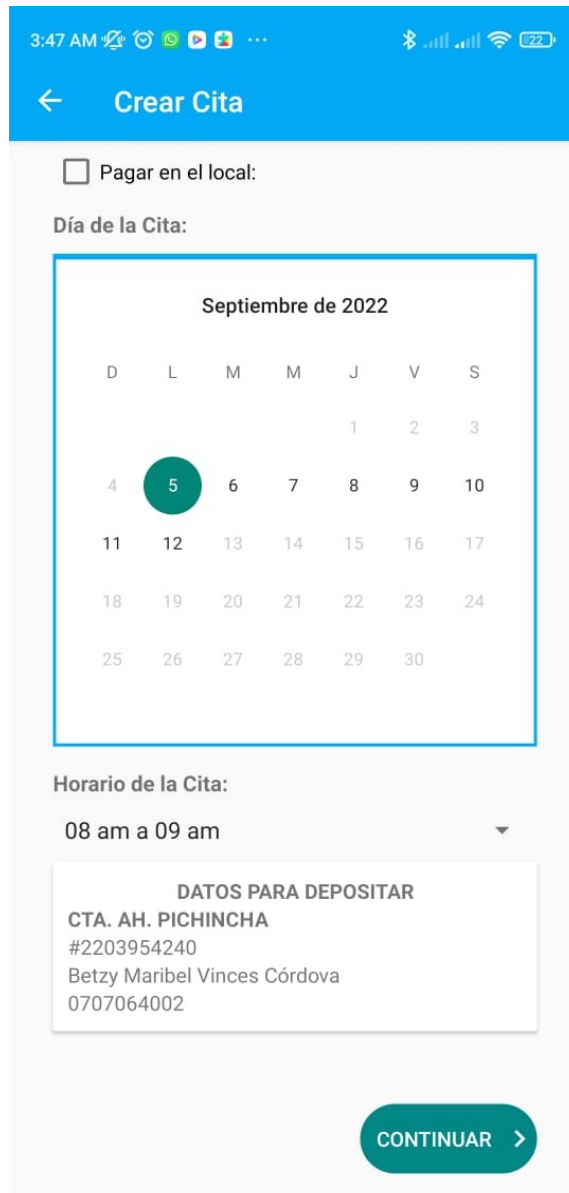 3:47 AM 22
Crear Cita
Pagar en el local:
Día de la Cita:
Septiembre de 2022
D L M M J V S
1 2 3
4 5 6 7 8 9 10
11 12 13 14 15 16 17
18 19 20 21 22 23 24
25 26 27 28 29 30
Horario de la Cita:
08 am a 09 am
DATOS PARA DEPOSITAR
CTA. AH. PICHINCHA
#2203954240
Betzy Maribel Vinces Córdova
0707064002
CONTINUAR